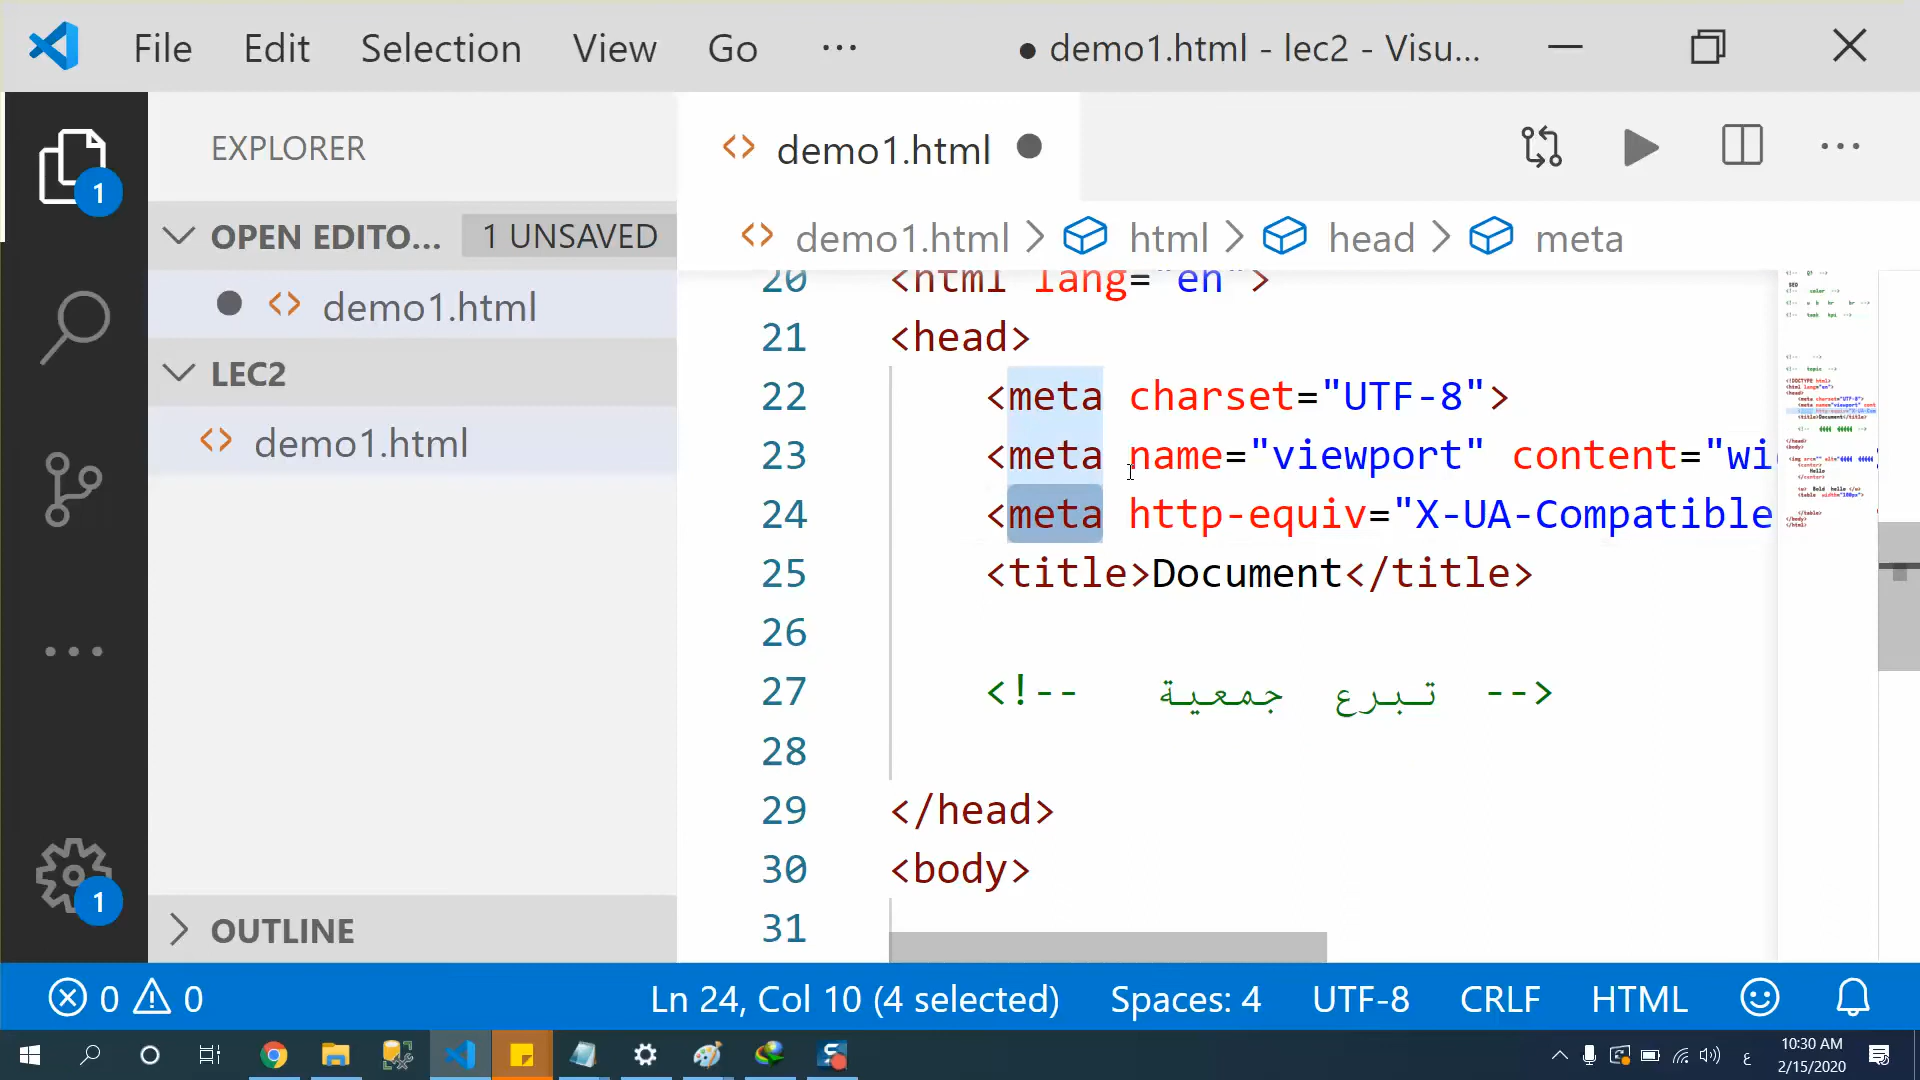 File Edit Selection View Go ··· ● demo1.html - lec2 - Visu...
EXPLORER
1
OPEN EDITO... 1 UNSAVED
demo1.html
LEC2
demo1.html
OUTLINE
1
demo1.html
demo1.html > html > head > meta
20 <html lang="en">
21 <head>
22 <meta charset="UTF-8">
23 <meta name="viewport" content="wi
24 <meta http-equiv="X-UA-Compatible
25 <title>Document</title>
26
27 <!-- تبرع جمعية -->
28
29 </head>
30 <body>
31
0 0 Ln 24, Col 10 (4 selected) Spaces: 4 UTF-8 CRLF HTML
ع 10:30 AM
2/15/2020